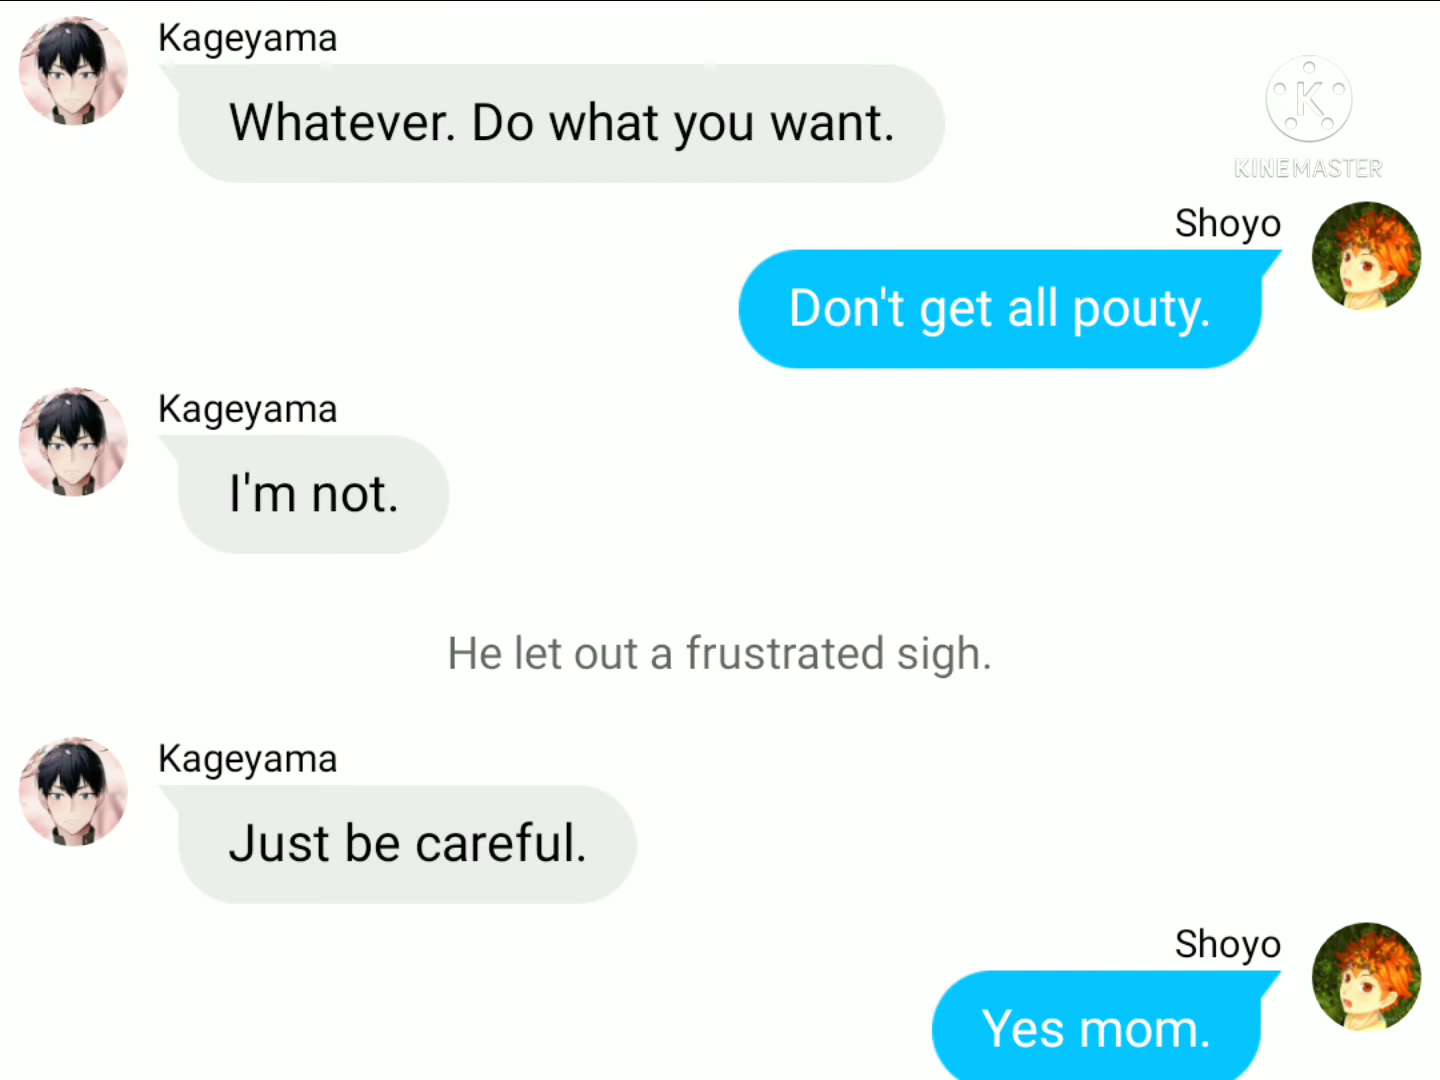 Kageyama
Whatever. Do what you want.
K
KINEMASTER
Shoyo
Don't get all pouty.
Kageyama
I'm not.
He let out a frustrated sigh.
Kageyama
Just be careful.
Shoyo
Yes mom.